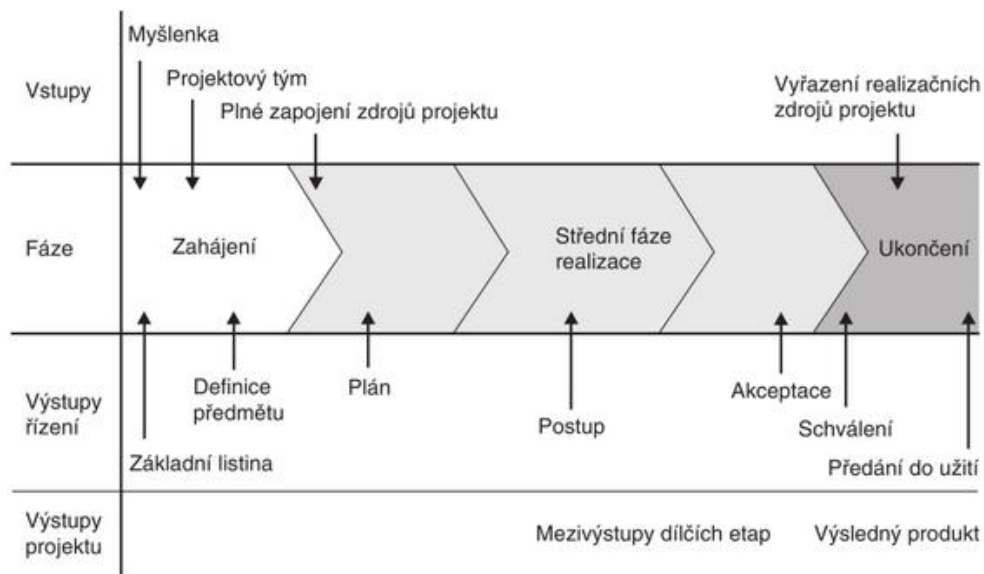 Myšlenka
Projektový tým
Vstupy
Plné zapojení zdrojů projektu
Vyřazení realizačních
zdrojů projektu
Fáze
Zahájení
Střední fáze
realizace
Ukončení
Výstupy
řízení
Definice
předmětu
Plán
Akceptace
Postup
Schválení
Základní listina
Předání do užití
Výstupy
projektu
Mezivýstupy dílčích etap
Výsledný produkt